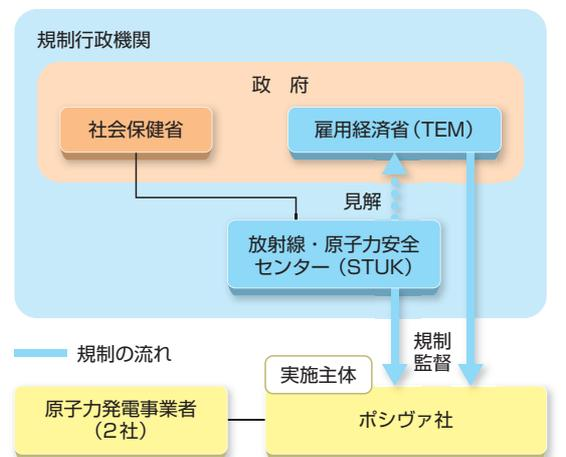 規制行政機関
政 府
社会保健省
雇用経済省(TEM)
見解
放射線・原子力安全
センター(STUK)
規制の流れ
規制
監督
実施主体
原子力発電事業者
(2社)
ポシヴァ社